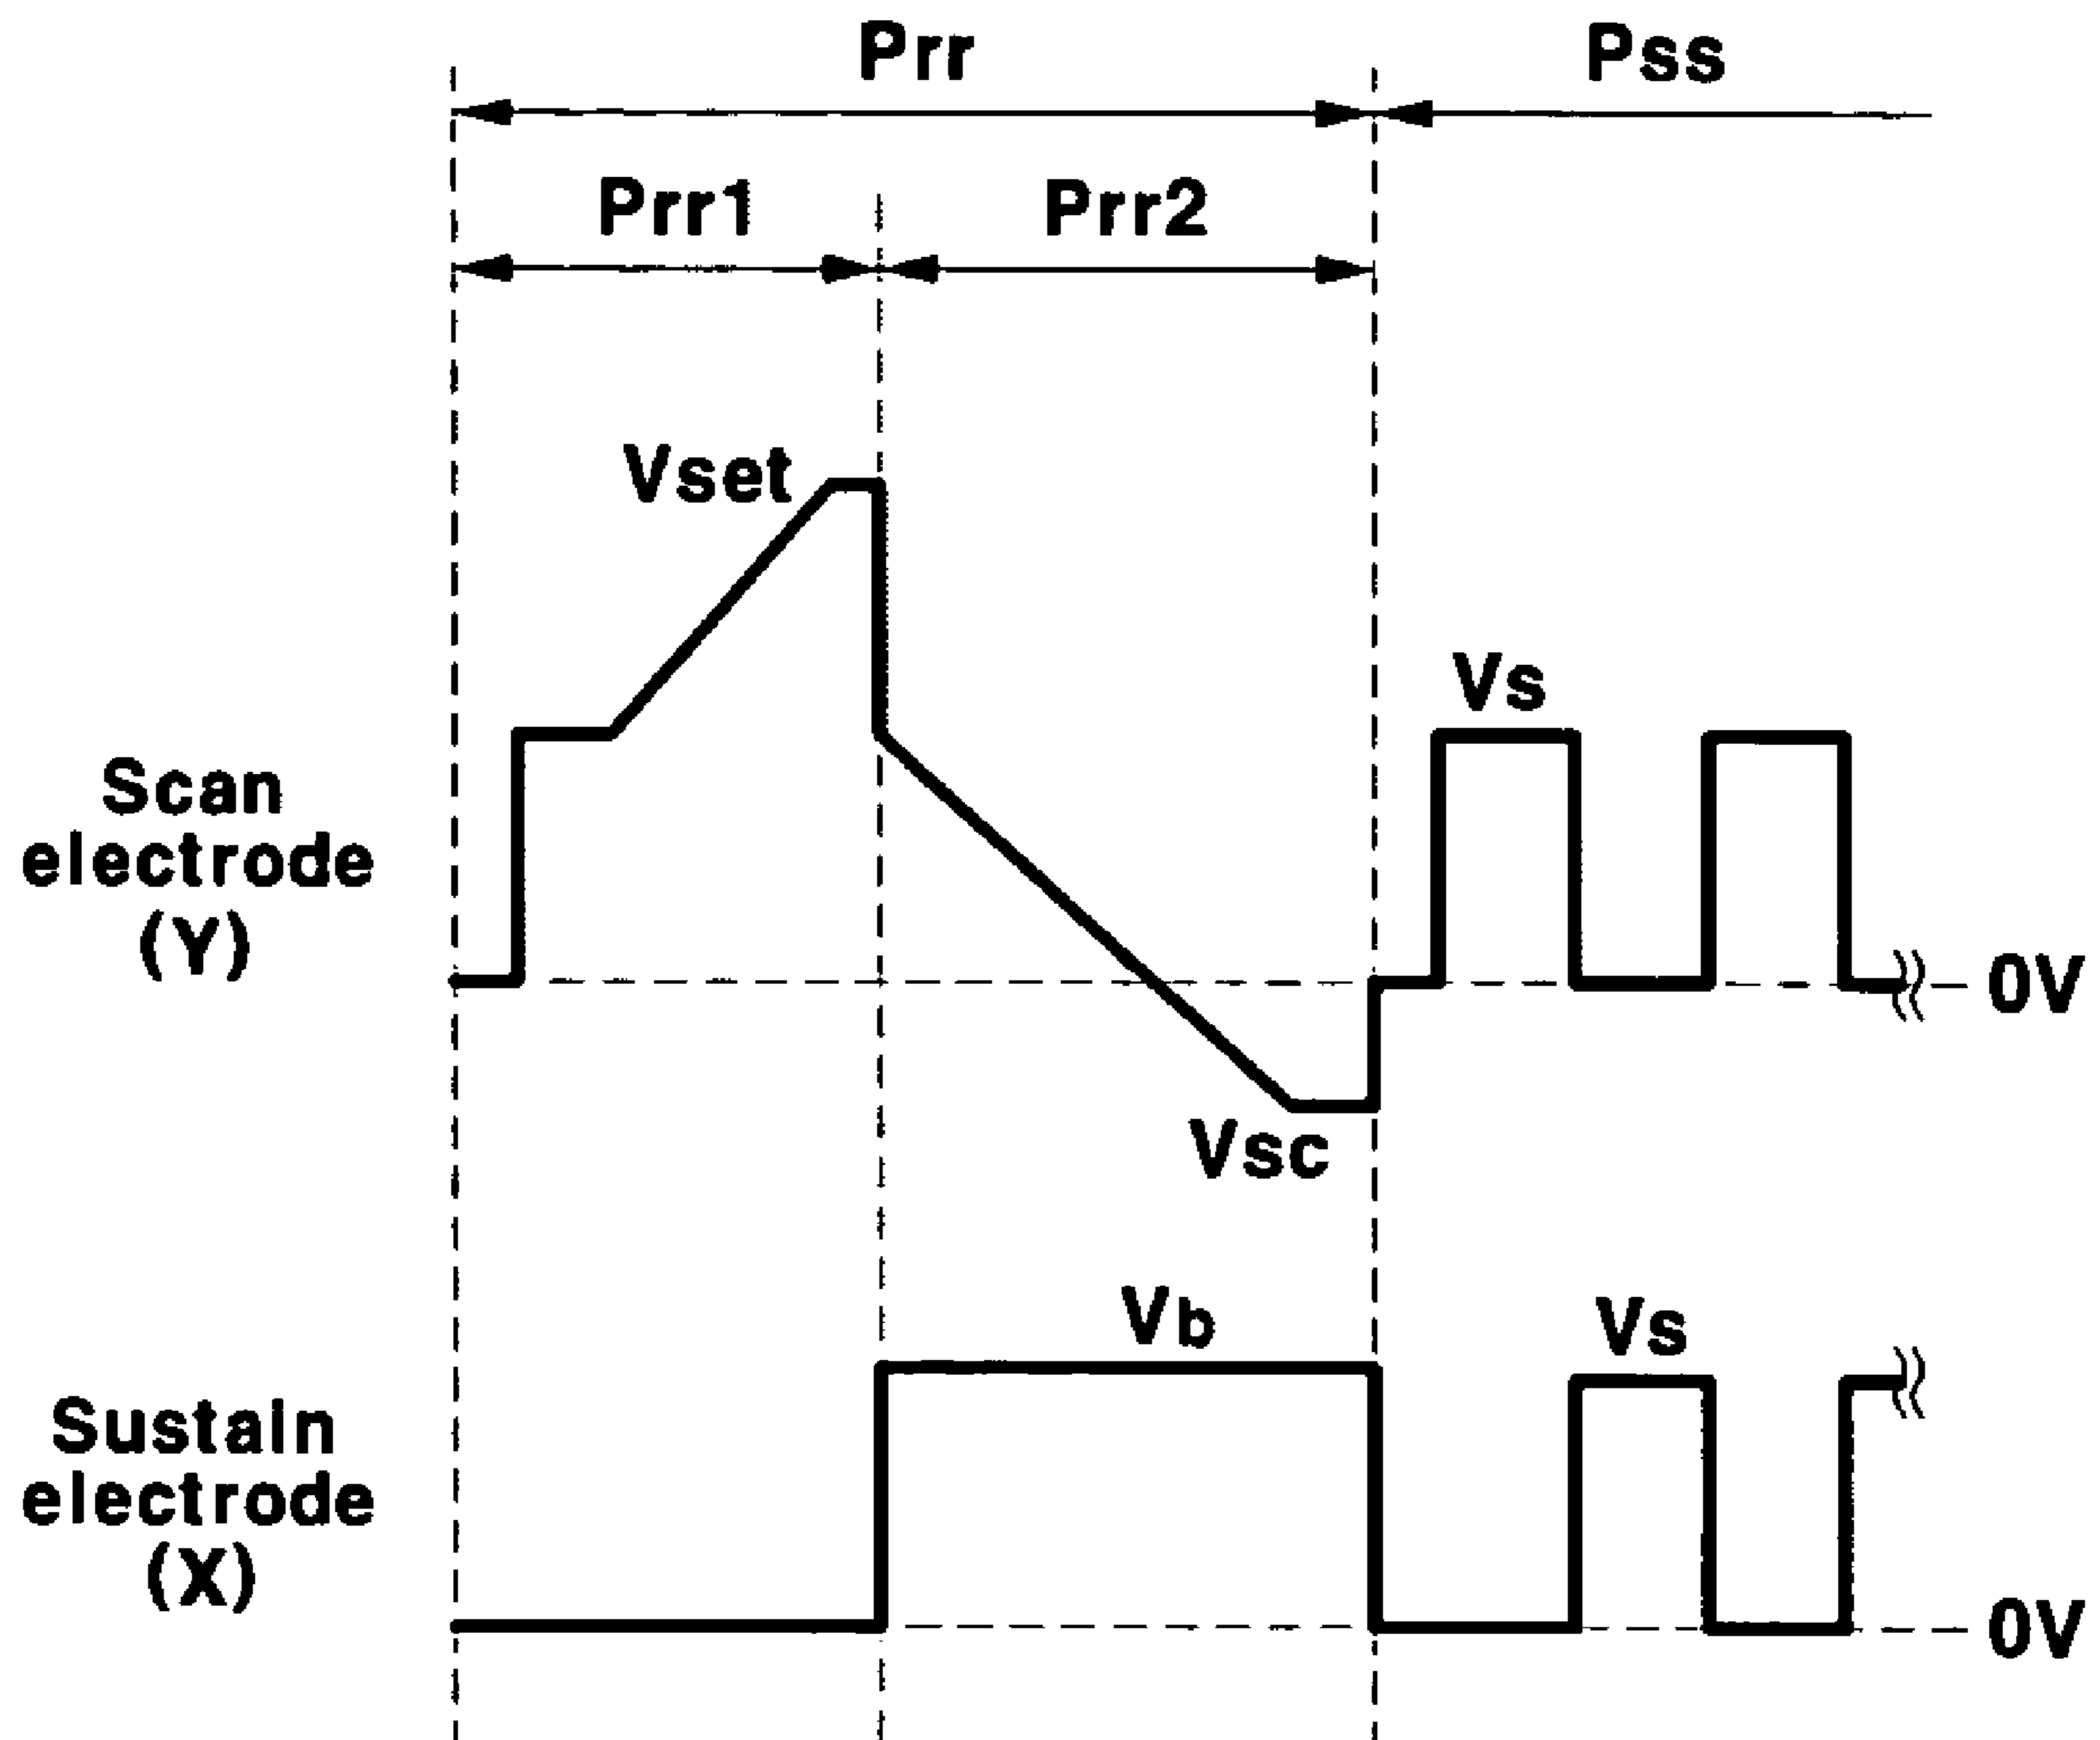 Prr
Pss
Prr1
Prr2
Vset
Vs
Scan
electrode
(Y)
0V
Vsc
Vb
Vs
Sustain
electrode
(X)
0V